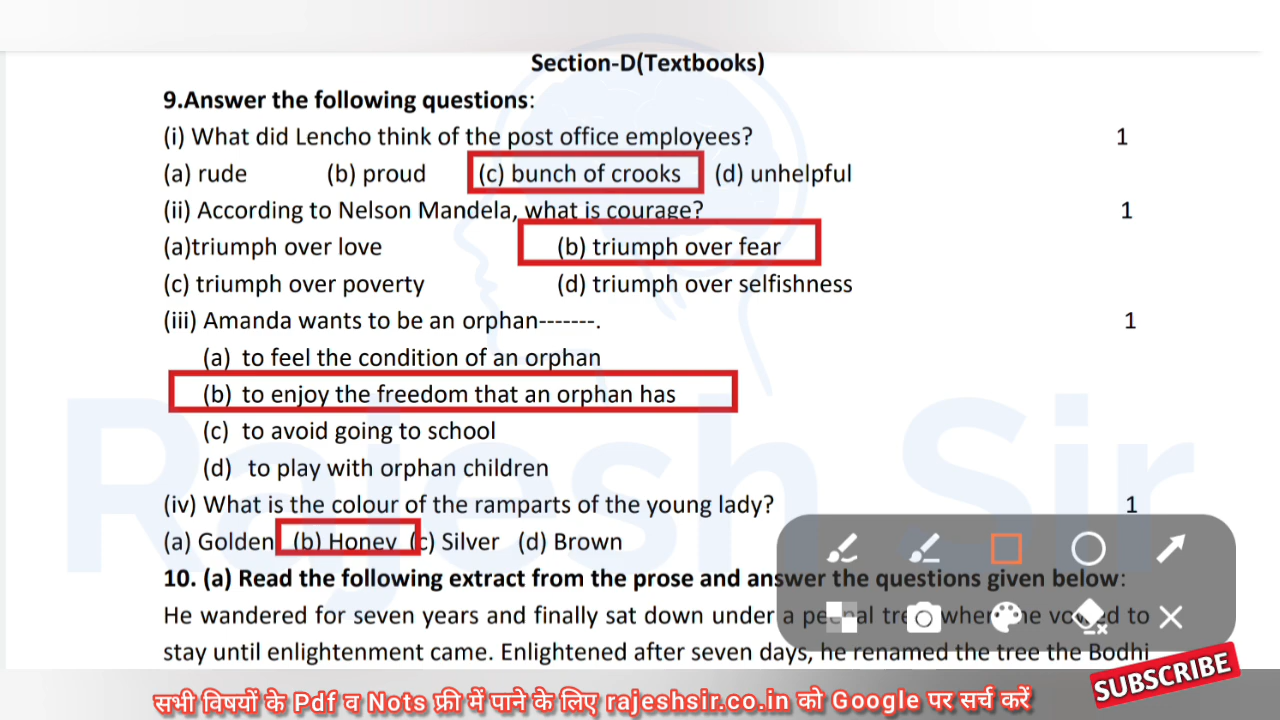 Section-D(Textbooks)
9.Answer the following questions:
(i) What did Lencho think of the post office employees? 1
(a) rude (b) proud (c) bunch of crooks (d) unhelpful
(ii) According to Nelson Mandela, what is courage? 1
(a)triumph over love (b) triumph over fear
(c) triumph over poverty (d) triumph over selfishness
(iii) Amanda wants to be an orphan-------. 1
(a) to feel the condition of an orphan
(b) to enjoy the freedom that an orphan has
(c) to avoid going to school
(d) to play with orphan children
(iv) What is the colour of the ramparts of the young lady? 1
(a) Golden (b) Honey (c) Silver (d) Brown
10. (a) Read the following extract from the prose and answer the questions given below:
He wandered for seven years and finally sat down under a peepal tree where he vowed to
stay until enlightenment came. Enlightened after seven days, he renamed the tree the Bodhi
Rajesh Sir
सभी विषयों के Pdf व Nots फ्री में पाने के लिए rajeshsir.co.in को Google पर सर्च करें
SUBSCRIBE